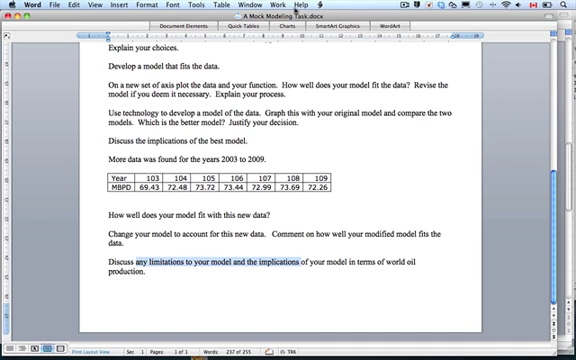 Word File Edit View Insert Format Font Tools Table Window Work Help
A Mock Modeling Task.docx
Document Elements Quick Tables Charts SmartArt Graphics WordArt
Explain your choices.
Develop a model that fits the data.
On a new set of axis plot the data and your function. How well does your model fit the data? Revise the
model if you deem it necessary. Explain your process.
Use technology to develop a model of the data. Graph this with your original model and compare the two
models. Which is the better model? Justify your decision.
Discuss the implications of the best model.
More data was found for the years 2003 to 2009.
Year 103 104 105 106 107 108 109
MBPD 69.43 72.48 73.72 73.44 72.99 73.69 72.26
How well does your model fit with this new data?
Change your model to account for this new data. Comment on how well your modified model fits the
data.
Discuss any limitations to your model and the implications of your model in terms of world oil
production.
Print Layout View Sec 1 Pages: 1 of 1 Words: 237 of 255 TRK